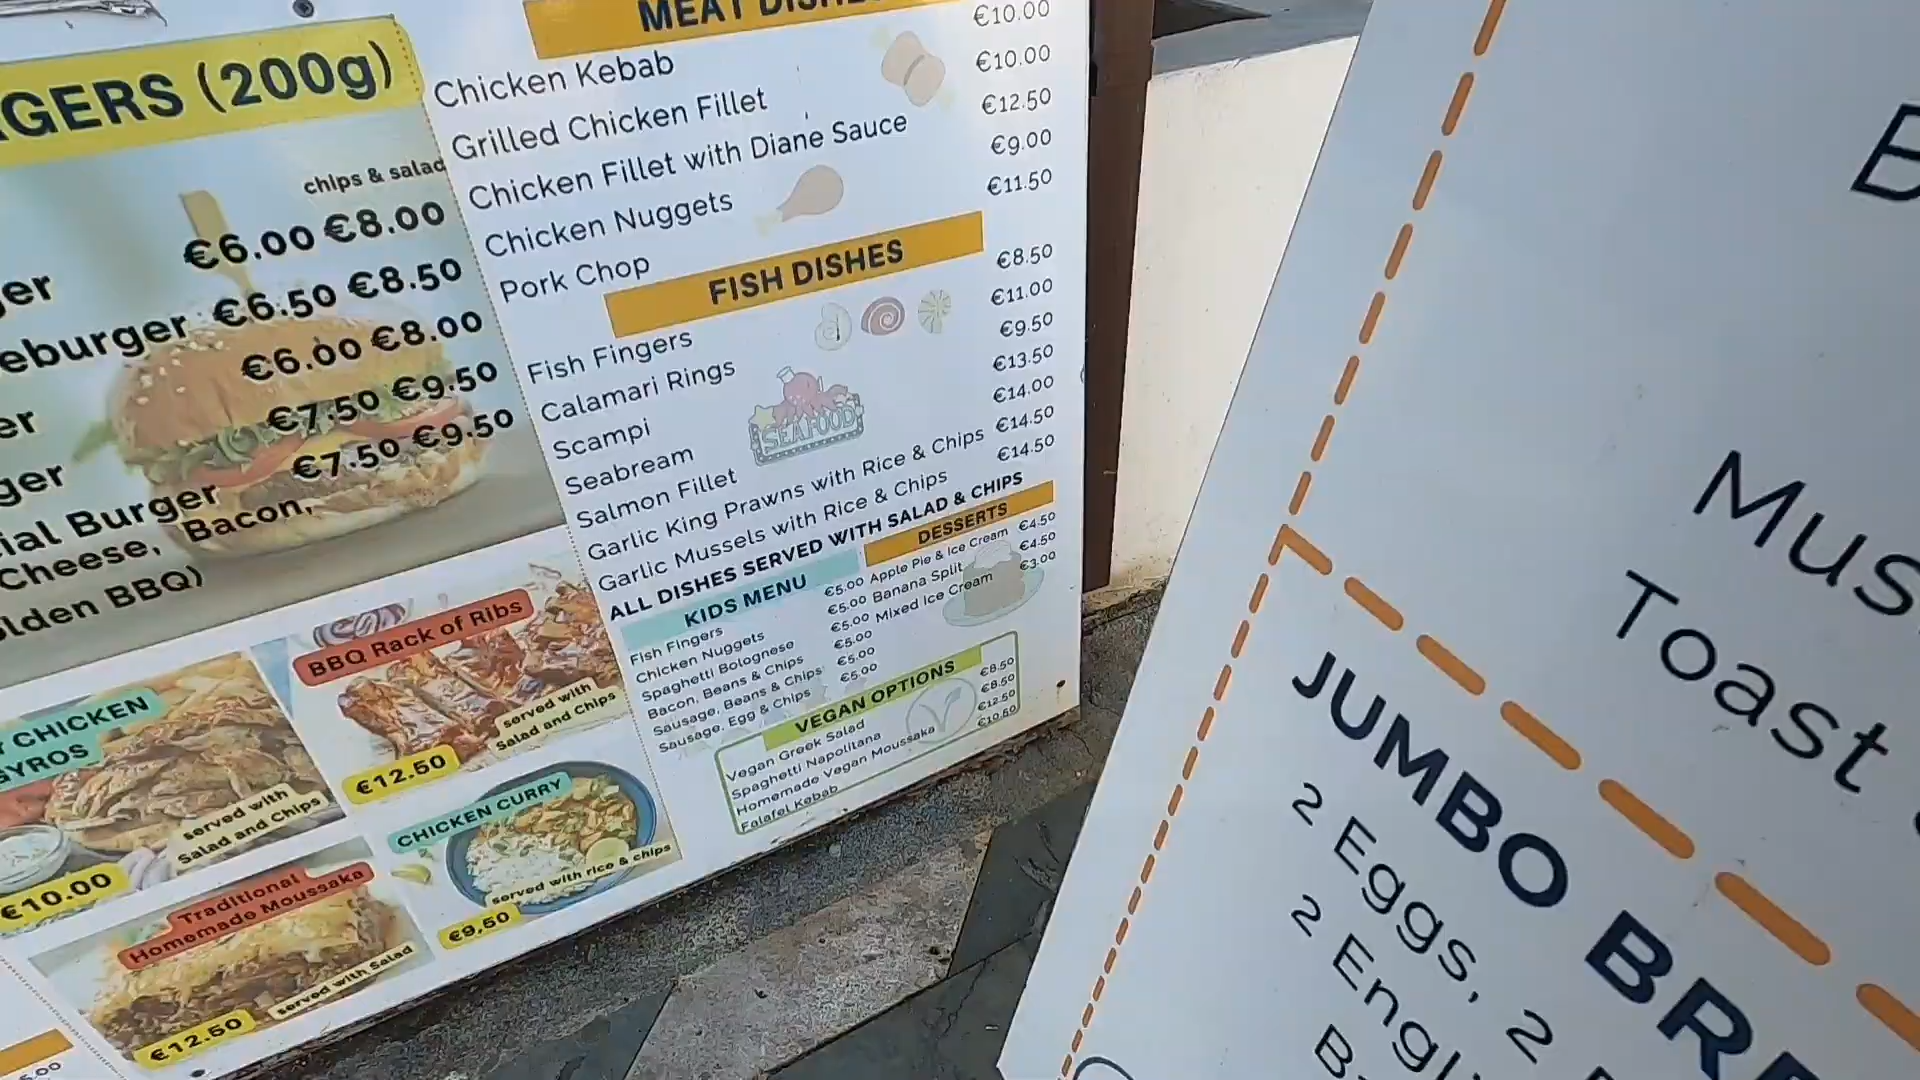 GERS (200g)
chips & salad
ger €6.00 €8.00
eburger €6.50 €8.50
er €6.00 €8.00
ger €7.50 €9.50
ial Burger €7.50 €9.50
Cheese, Bacon,
olden BBQ)
CHICKEN
GYROS
served with
Salad and Chips
€10.00
BBQ Rack of Ribs
served with
Salad and Chips
€12.50
CHICKEN CURRY
served with rice & chips
€9,50
Traditional
Homemade Moussaka
served with Salad
€12.50
MEAT DISHES
Chicken Kebab €10.00
Grilled Chicken Fillet €10.00
Chicken Fillet with Diane Sauce €12.50
Chicken Nuggets €9.00
Pork Chop €11.50
FISH DISHES
Fish Fingers €8.50
Calamari Rings €11.00
Scampi €9.50
Seabream €13.50
Salmon Fillet €14.00
Garlic King Prawns with Rice & Chips €14.50
Garlic Mussels with Rice & Chips €14.50
SEAFOOD
ALL DISHES SERVED WITH SALAD & CHIPS
KIDS MENU
Fish Fingers €5.00
Chicken Nuggets €5.00
Spaghetti Bolognese €5.00
Bacon, Beans & Chips €5.00
Sausage, Beans & Chips €5.00
Sausage, Egg & Chips €5.00
DESSERTS
Apple Pie & Ice Cream €4.50
Banana Split €4.50
Mixed Ice Cream €3.00
VEGAN OPTIONS
Vegan Greek Salad €8.50
Spaghetti Napolitana €8.50
Homemade Vegan Moussaka €12.50
Falafel Kebab €10.50
B
Mus
Toast
JUMBO BRE
2 Eggs, 2
2 Engl
B